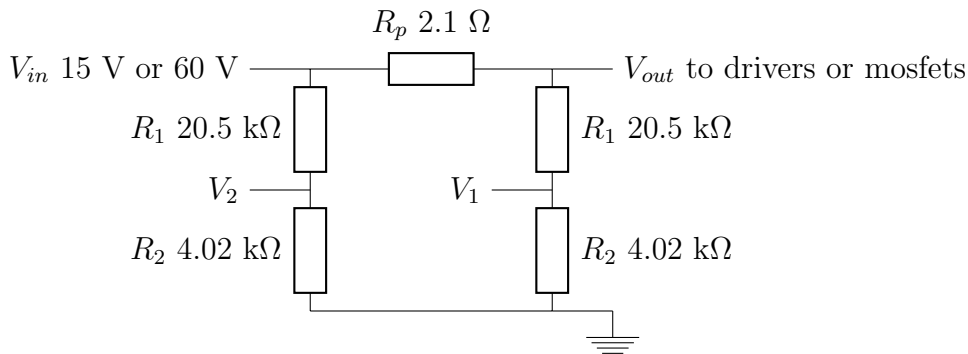 R_p 2.1 Ω
V_in 15 V or 60 V
V_out to drivers or mosfets
R_1 20.5 kΩ
R_1 20.5 kΩ
V_2
V_1
R_2 4.02 kΩ
R_2 4.02 kΩ